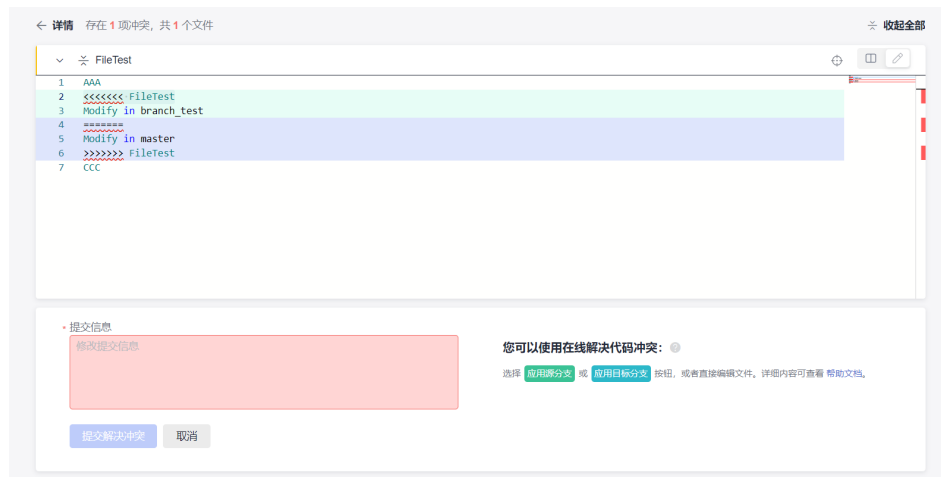 详情 存在 1 项冲突，共 1 个文件
收起全部
FileTest
1 AAA
2 <<<<<<< FileTest
3 Modify in branch_test
4 =======
5 Modify in master
6 >>>>>>> FileTest
7 CCC
* 提交信息
修改提交信息
您可以使用在线解决代码冲突：
选择 应用源分支 或 应用目标分支 按钮，或者直接编辑文件。详细内容可查看 帮助文档。
提交解决冲突 取消